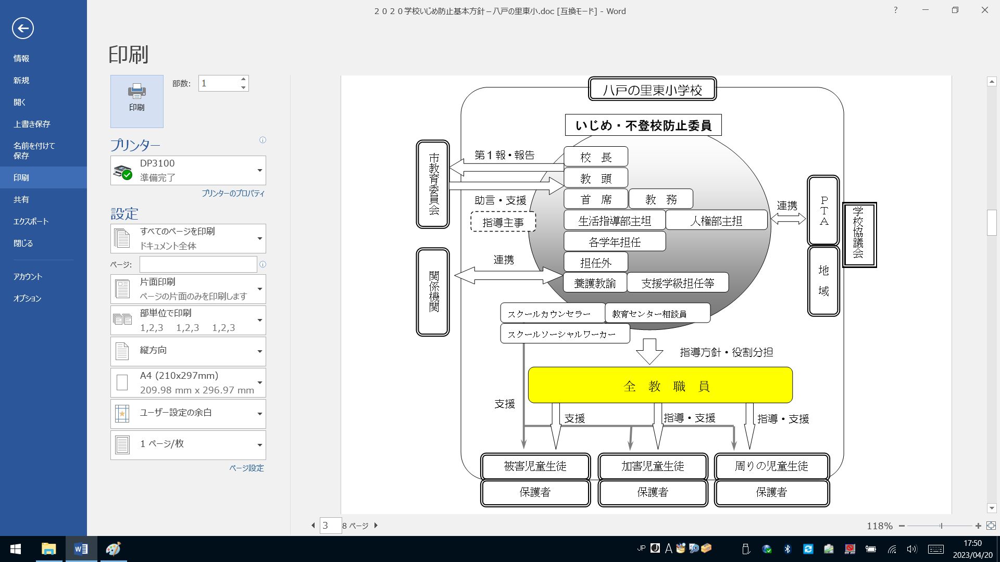 ２０２０学校いじめ防止基本方針－八戸の里東小.doc [互換モード] - Word
?
情報
新規
開く
上書き保存
名前を付けて
保存
印刷
共有
エクスポート
閉じる
アカウント
オプション
印刷
印刷
部数: 1
プリンター
DP3100
準備完了
プリンターのプロパティ
設定
すべてのページを印刷
ドキュメント全体
ページ:
片面印刷
ページの片面のみを印刷します
部単位で印刷
1,2,3 1,2,3 1,2,3
縦方向
A4 (210x297mm)
209.98 mm x 296.97 mm
ユーザー設定の余白
1 ページ/枚
ページ設定
八戸の里東小学校
いじめ・不登校防止委員
市教育委員会
第１報・報告
助言・支援
指導主事
関係機関
連携
校　長
教　頭
首　席
教　務
生活指導部主担
人権部主担
各学年担任
担任外
養護教諭
支援学級担任等
スクールカウンセラー
教育センター相談員
スクールソーシャルワーカー
連携
ＰＴＡ
地　域
学校協議会
指導方針・役割分担
全　教　職　員
支援
支援
指導・支援
指導・支援
被害児童生徒
加害児童生徒
周りの児童生徒
保護者
保護者
保護者
3 8 ページ
118%
JP
A
17:50
2023/04/20